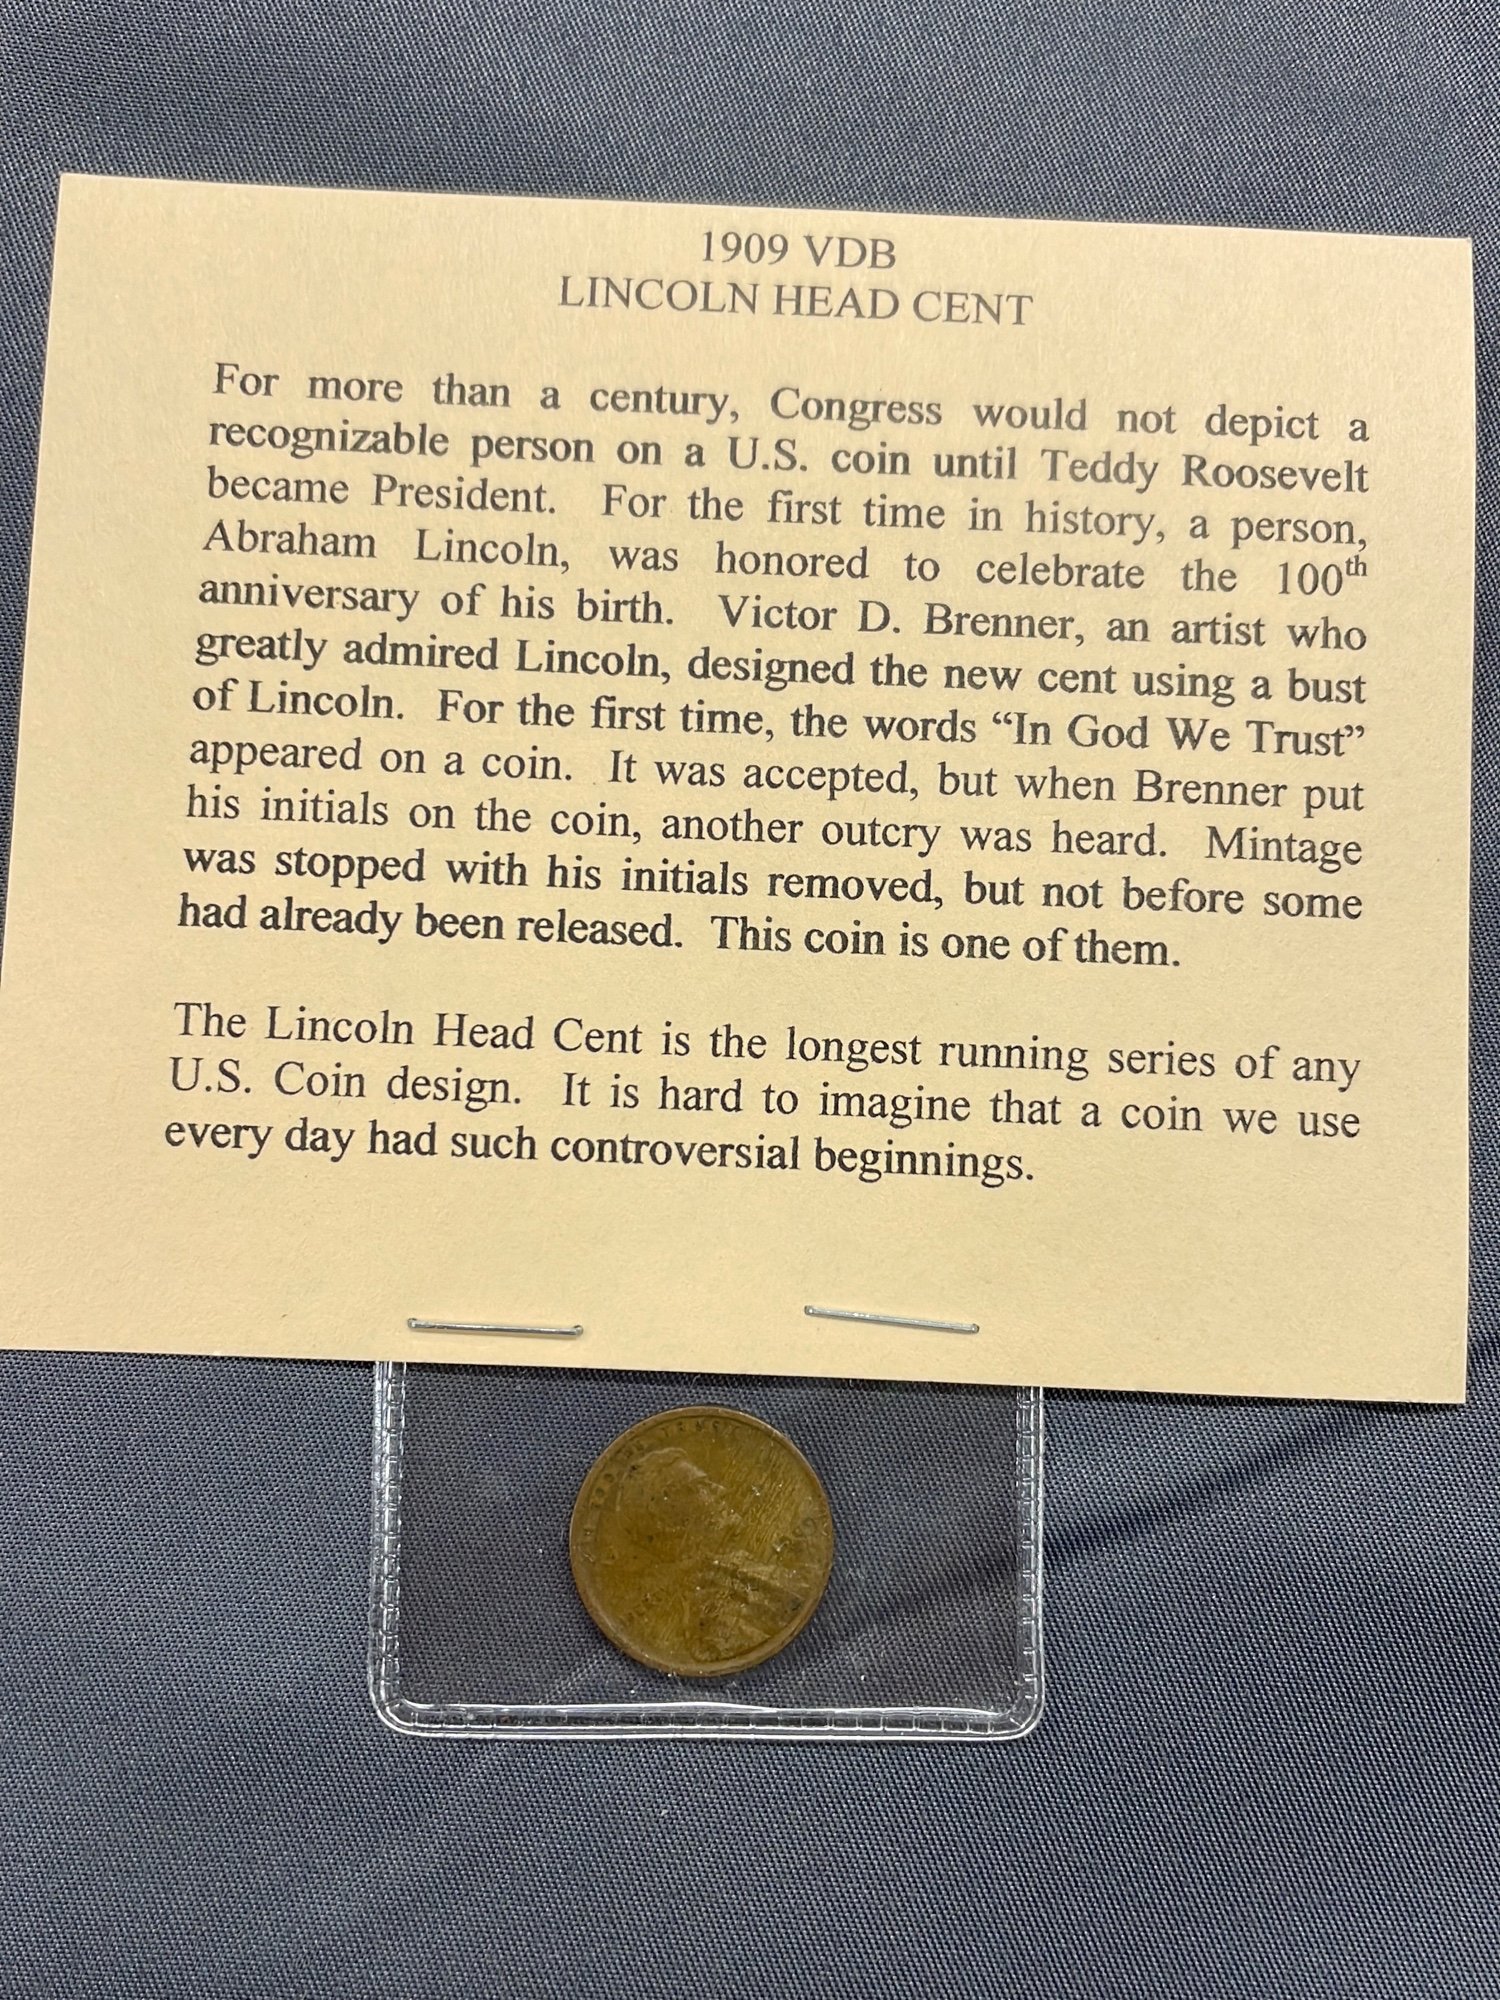 1909 VDB
LINCOLN HEAD CENT
For more than a century, Congress would not depict a
recognizable person on a U.S. coin until Teddy Roosevelt
became President. For the first time in history, a person,
Abraham Lincoln, was honored to celebrate the 100th
anniversary of his birth. Victor D. Brenner, an artist who
greatly admired Lincoln, designed the new cent using a bust
of Lincoln. For the first time, the words “In God We Trust”
appeared on a coin. It was accepted, but when Brenner put
his initials on the coin, another outcry was heard. Mintage
was stopped with his initials removed, but not before some
had already been released. This coin is one of them.
The Lincoln Head Cent is the longest running series of any
U.S. Coin design. It is hard to imagine that a coin we use
every day had such controversial beginnings.